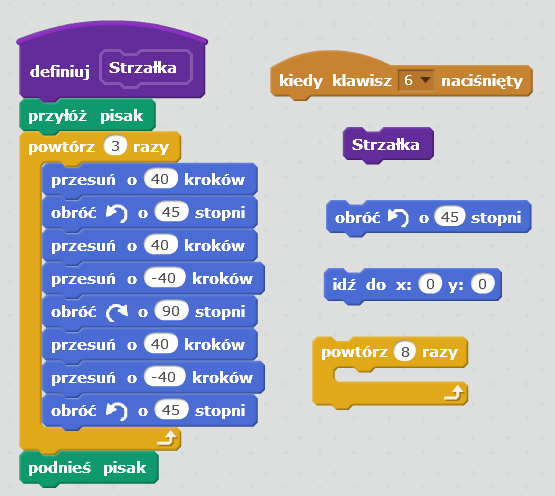 definiuj Strzałka
przyłóż pisak
powtórz 3 razy
przesuń o 40 kroków
obróć o 45 stopni
przesuń o 40 kroków
przesuń o -40 kroków
obróć o 90 stopni
przesuń o 40 kroków
przesuń o -40 kroków
obróć o 45 stopni
podnieś pisak
kiedy klawisz 6 naciśnięty
Strzałka
obróć o 45 stopni
idź do x: 0 y: 0
powtórz 8 razy